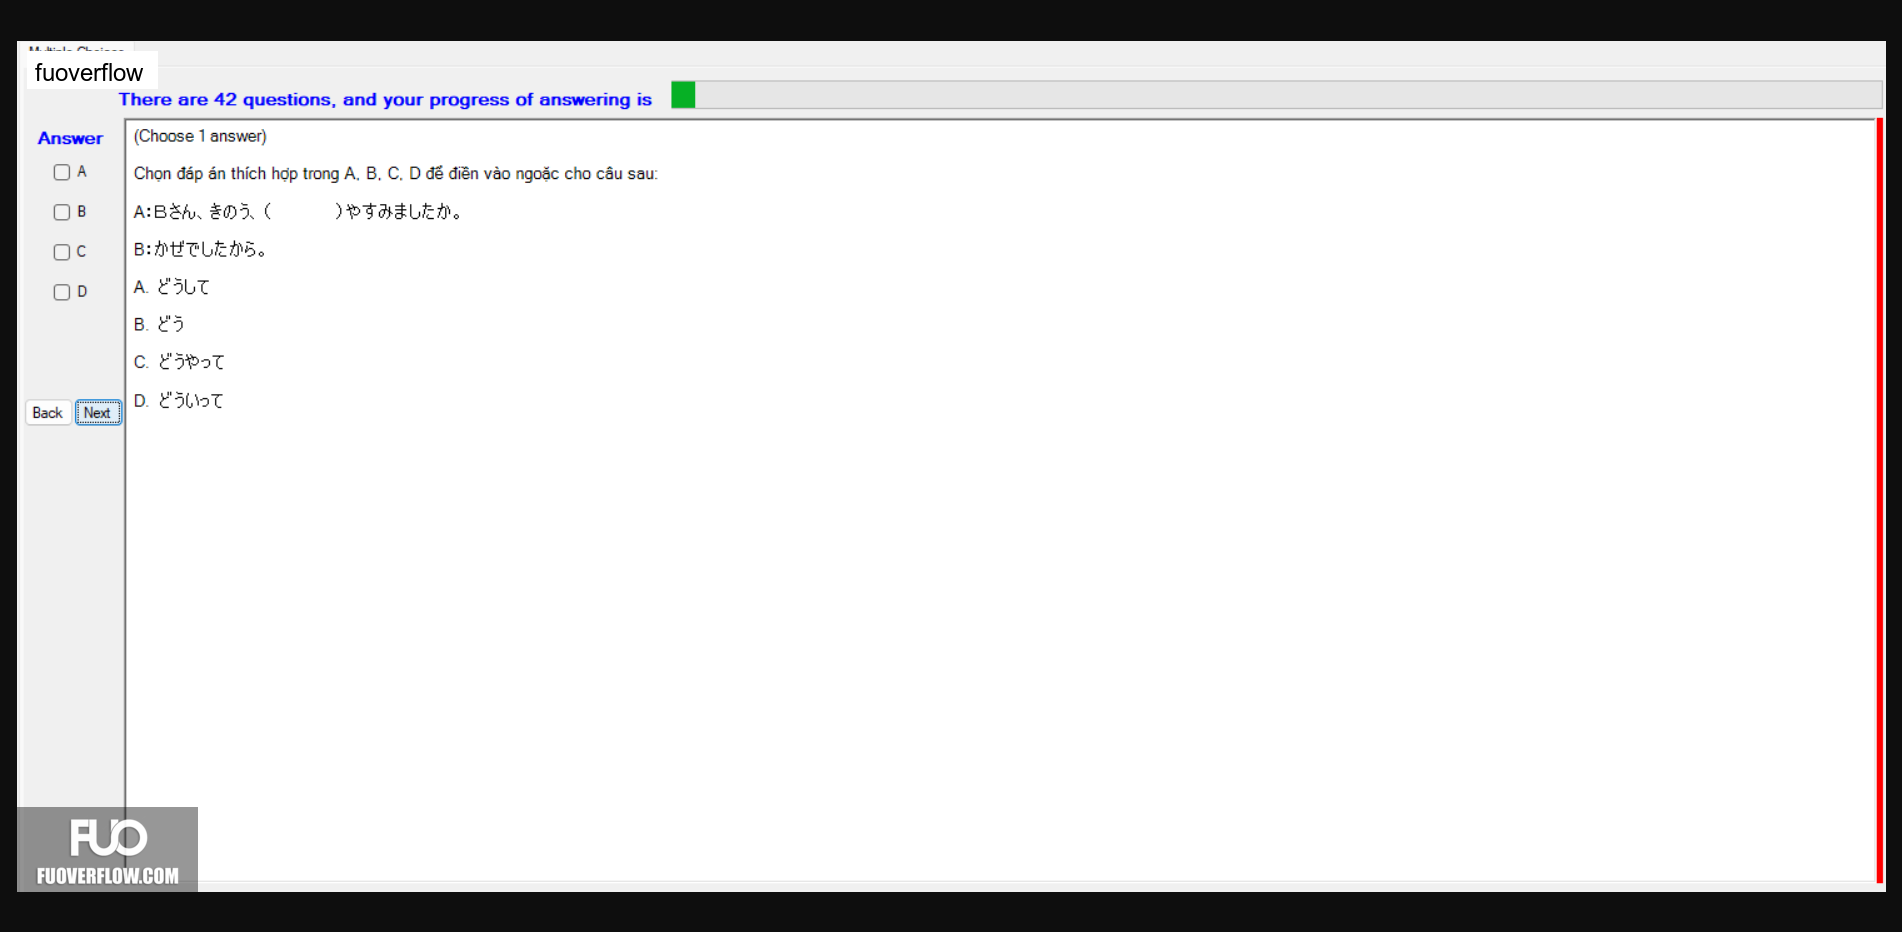 fuoverflow
There are 42 questions, and your progress of answering is
Answer
A
B
C
D
Back
Next
(Choose 1 answer)
Chọn đáp án thích hợp trong A, B, C, D để điền vào ngoặc cho câu sau:
A:Bさん、きのう、（　　　）やすみましたか。
B:かぜでしたから。
A. どうして
B. どう
C. どうやって
D. どういって
FUO
FUOVERFLOW.COM